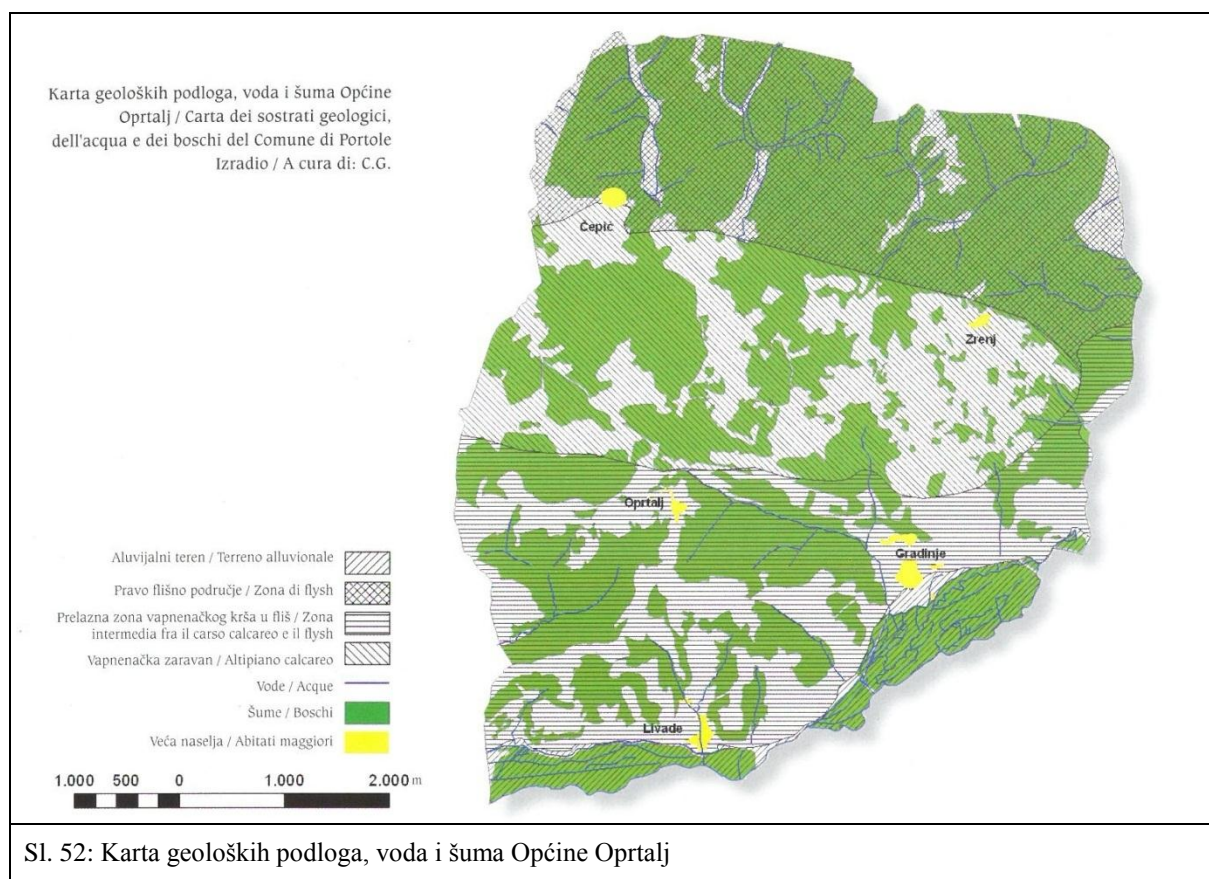 Karta geoloških podloga, voda i šuma Općine
Oprtalj / Carta dei sostrati geologici,
dell'acqua e dei boschi del Comune di Portole
Izradio / A cura di: C.G.
Čepić
Zrenj
Oprtalj
Gradinje
Livade
Aluvijalni teren / Terreno alluvionale
Pravo flišno područje / Zona di flysh
Prelazna zona vapnenačkog krša u fliš / Zona
intermedia fra il carso calcareo e il flysh
Vapnenačka zaravan / Altipiano calcareo
Vode / Acque
Šume / Boschi
Veća naselja / Abitati maggiori
1.000 500 0 1.000 2.000 m
Sl. 52: Karta geoloških podloga, voda i šuma Općine Oprtalj